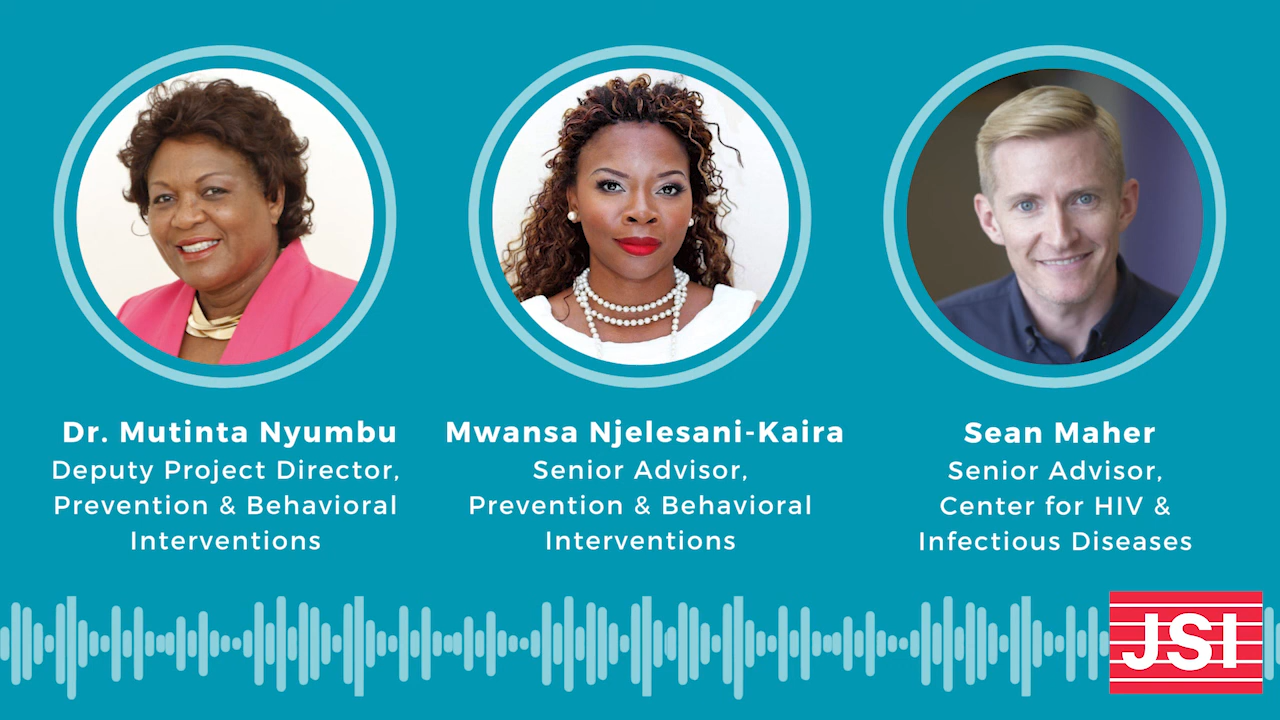 Dr. Mutinta Nyumbu
Deputy Project Director,
Prevention & Behavioral
Interventions
Mwansa Njelesani-Kaira
Senior Advisor,
Prevention & Behavioral
Interventions
Sean Maher
Senior Advisor,
Center for HIV &
Infectious Diseases
JSI